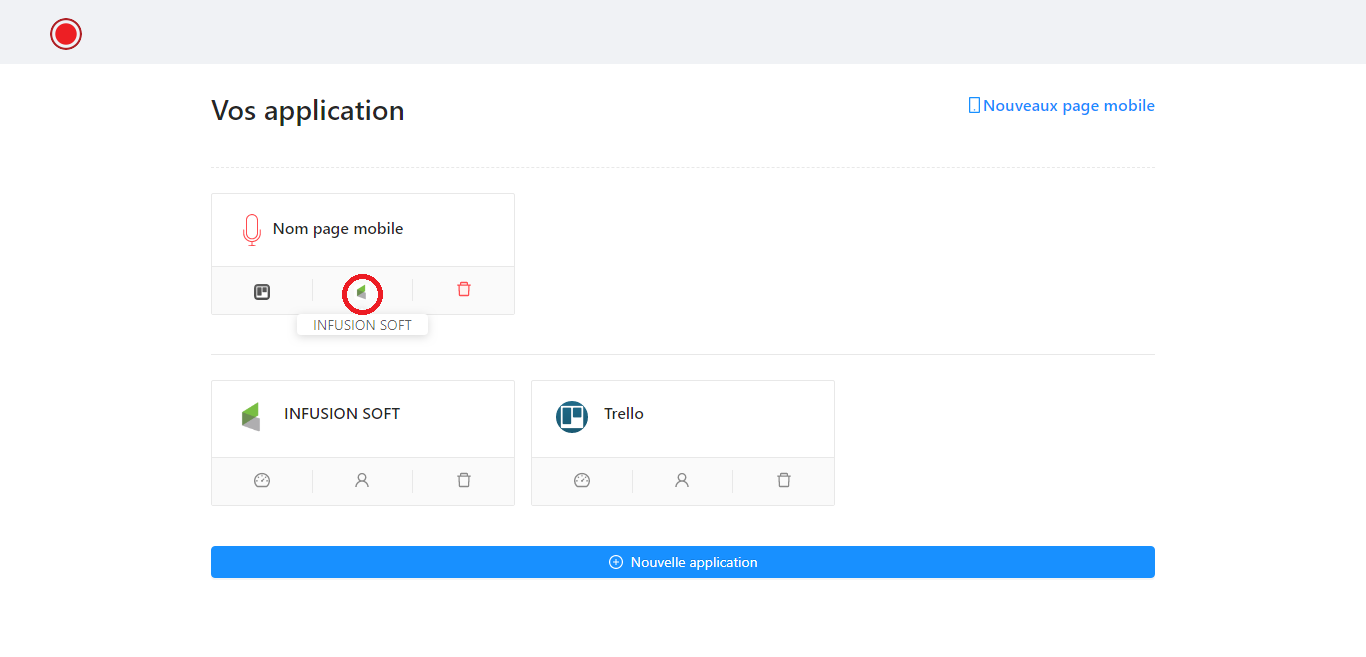 Vos application
Nouveaux page mobile
Nom page mobile
INFUSION SOFT
INFUSION SOFT
Trello
Nouvelle application